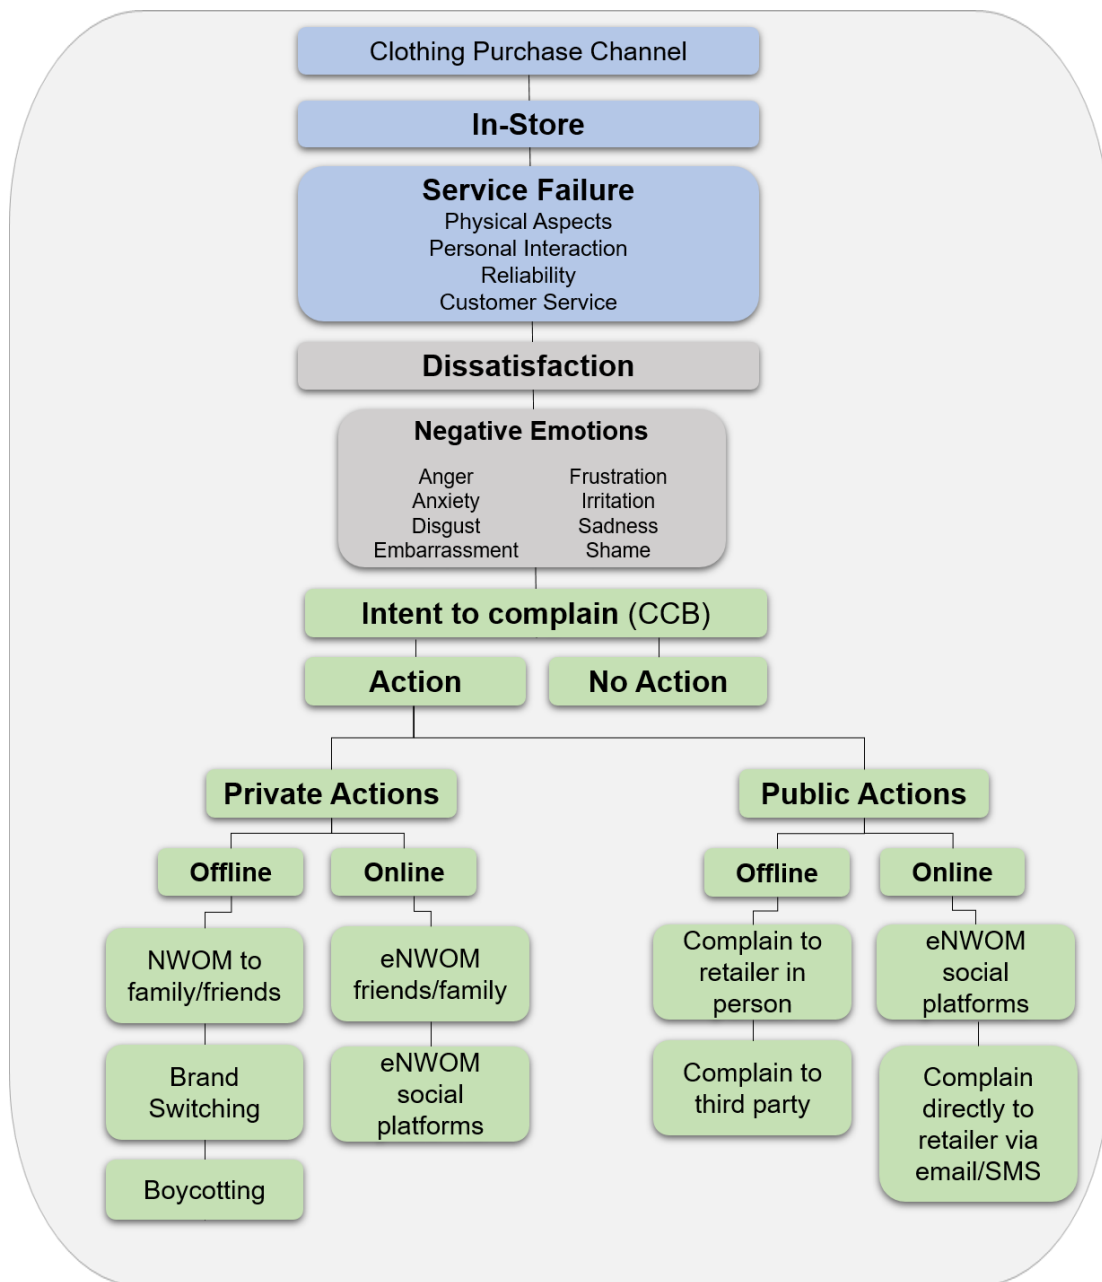 Clothing Purchase Channel
In-Store
Service Failure
Physical Aspects
Personal Interaction
Reliability
Customer Service
Dissatisfaction
Negative Emotions
Anger
Anxiety
Disgust
Embarrassment
Frustration
Irritation
Sadness
Shame
Intent to complain (CCB)
Action
No Action
Private Actions
Offline
NWOM to
family/friends
Brand
Switching
Boycotting
Online
eNWOM
friends/family
eNWOM
social
platforms
Public Actions
Offline
Complain to
retailer in
person
Complain to
third party
Online
eNWOM
social
platforms
Complain
directly to
retailer via
email/SMS